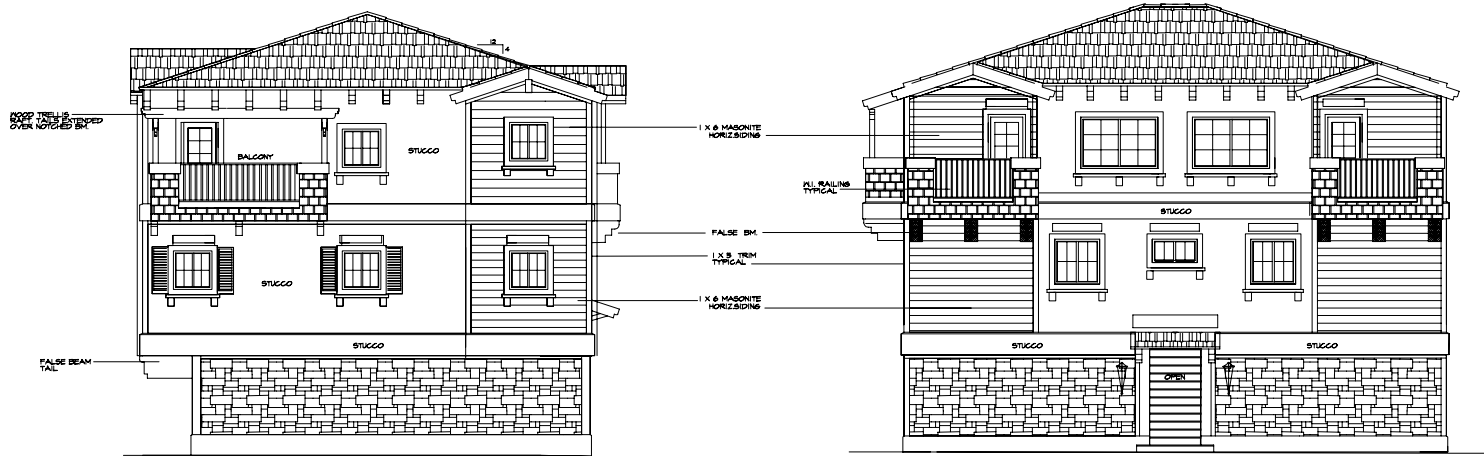 12
4
WOOD TRELLIS
RAFT. TAILS EXTENDED
OVER NOTCHED BM.
BALCONY
STUCCO
1 X 6 MASONITE
HORIZ.SIDING
W.I. RAILING
TYPICAL
STUCCO
FALSE BM.
1 X 3 TRIM
TYPICAL
STUCCO
1 X 6 MASONITE
HORIZ.SIDING
STUCCO
STUCCO
STUCCO
FALSE BEAM
TAIL
OPEN